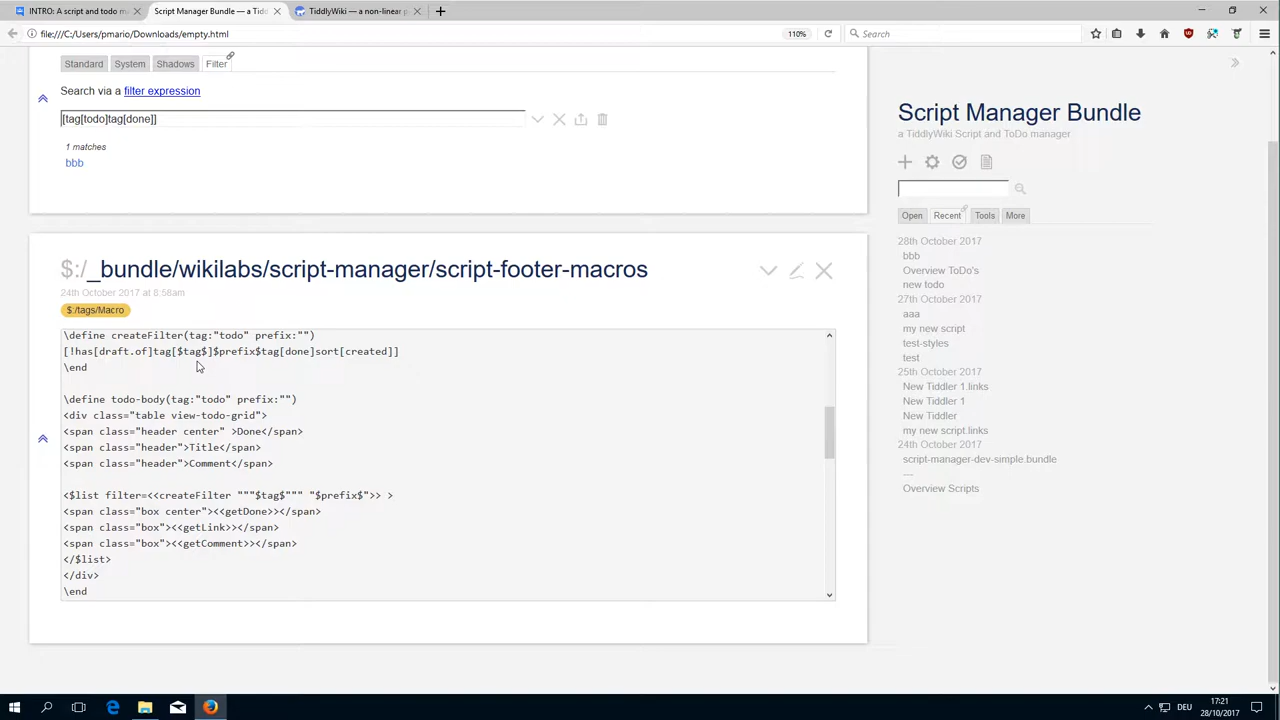 INTRO: A script and todo m
Script Manager Bundle — a Tidd
TiddlyWiki — a non-linear p
file:///C:/Users/pmario/Downloads/empty.html
110%
Search
Standard
System
Shadows
Filter
Search via a filter expression
[tag[todo]tag[done]]
1 matches
bbb
$:/_bundle/wikilabs/script-manager/script-footer-macros
24th October 2017 at 8:58am
$:/tags/Macro
\define createFilter(tag:"todo" prefix:"")
[!has[draft.of]tag[$tag$]$prefix$tag[done]sort[created]]
\end
\define todo-body(tag:"todo" prefix:"")
<div class="table view-todo-grid">
<span class="header center" >Done</span>
<span class="header">Title</span>
<span class="header">Comment</span>
<$list filter=<<createFilter """$tag$""" "$prefix$">> >
<span class="box center"><<getDone>></span>
<span class="box"><<getLink>></span>
<span class="box"><<getComment>></span>
</$list>
</div>
\end
Script Manager Bundle
a TiddlyWiki Script and ToDo manager
Open
Recent
Tools
More
28th October 2017
bbb
Overview ToDo's
new todo
27th October 2017
aaa
my new script
test-styles
test
25th October 2017
New Tiddler 1.links
New Tiddler 1
New Tiddler
my new script.links
24th October 2017
script-manager-dev-simple.bundle
---
Overview Scripts
DEU
17:21
28/10/2017